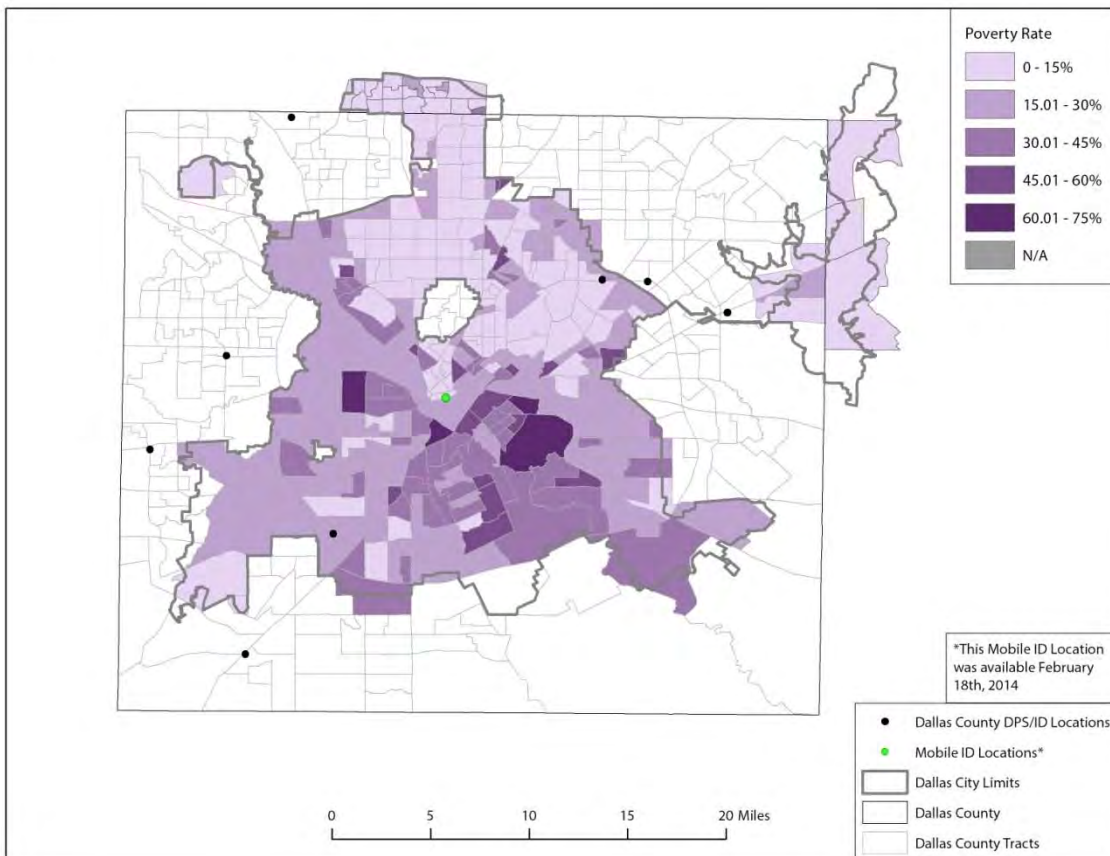 Poverty Rate
0 - 15%
15.01 - 30%
30.01 - 45%
45.01 - 60%
60.01 - 75%
N/A
*This Mobile ID Location
was available February
18th, 2014
Dallas County DPS/ID Locations
Mobile ID Locations*
Dallas City Limits
Dallas County
Dallas County Tracts
0 5 10 15 20 Miles